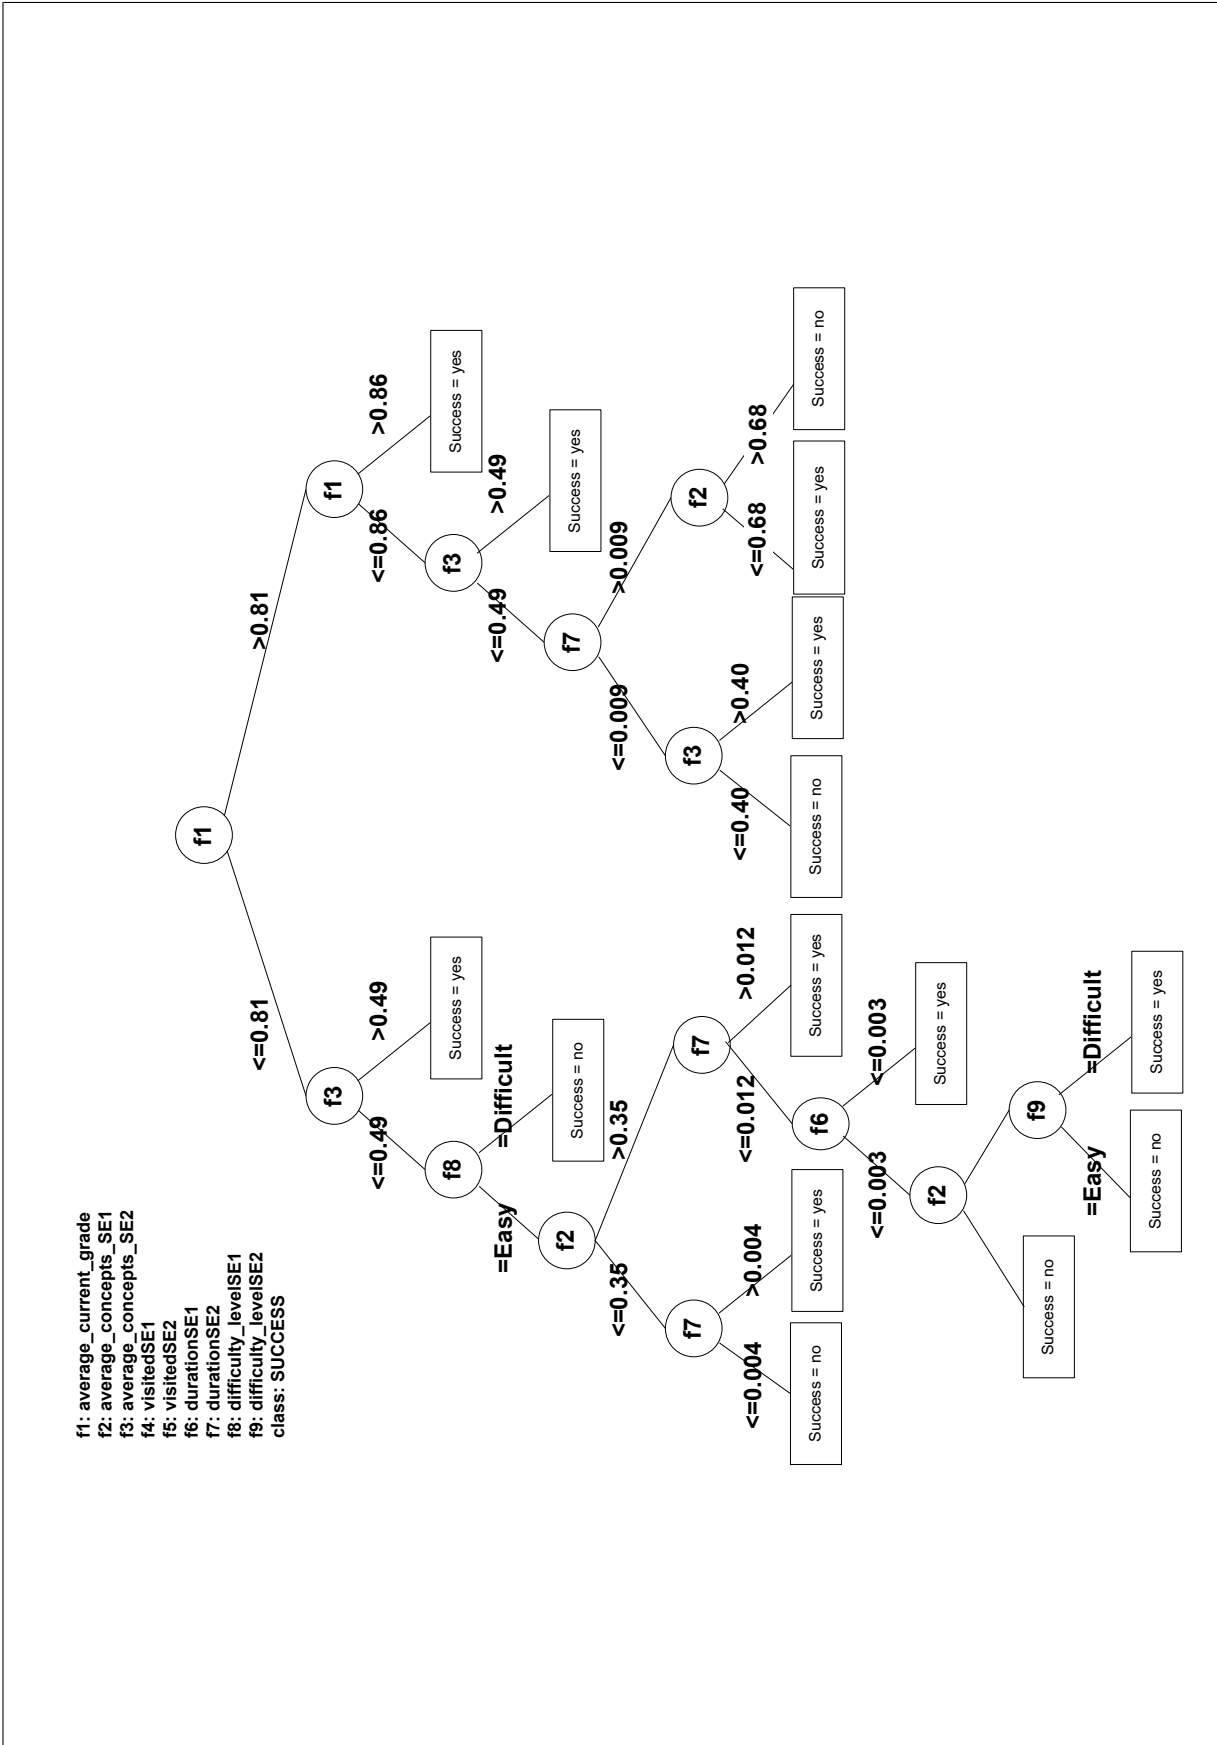 f1: average_current_grade
f2: average_concepts_SE1
f3: average_concepts_SE2
f4: visitedSE1
f5: visitedSE2
f6: durationSE1
f7: durationSE2
f8: difficulty_levelSE1
f9: difficulty_levelSE2
class: SUCCESS
f1
<=0.81
>0.81
f3
f1
<=0.49
>0.49
<=0.86
>0.86
f8
Success = yes
f3
Success = yes
=Easy
=Difficult
<=0.49
>0.49
f2
Success = no
f7
Success = yes
<=0.35
>0.35
<=0.009
>0.009
f7
f7
f3
f2
<=0.004
>0.004
<=0.012
>0.012
<=0.40
>0.40
<=0.68
>0.68
Success = no
Success = yes
f6
Success = yes
Success = no
Success = yes
Success = yes
Success = no
<=0.003
<=0.003
f2
Success = yes
Success = no
f9
=Easy
=Difficult
Success = no
Success = yes